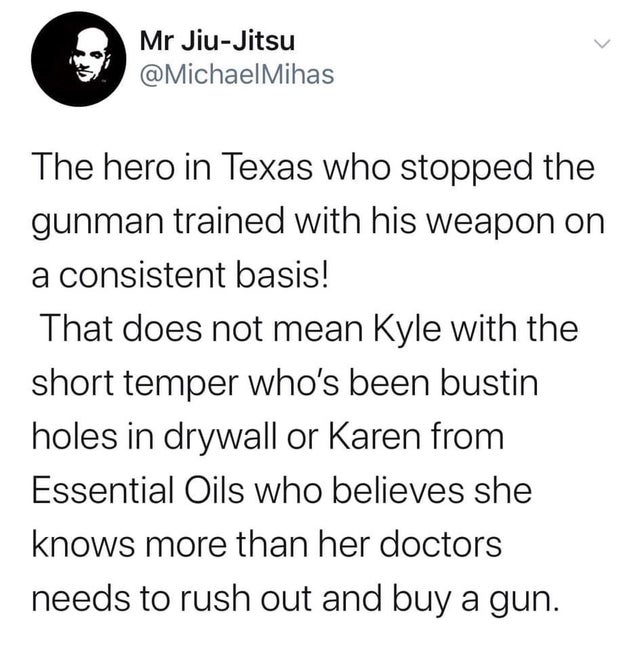 Mr Jiu-Jitsu
@MichaelMihas
The hero in Texas who stopped the
gunman trained with his weapon on
a consistent basis!
That does not mean Kyle with the
short temper who's been bustin
holes in drywall or Karen from
Essential Oils who believes she
knows more than her doctors
needs to rush out and buy a gun.